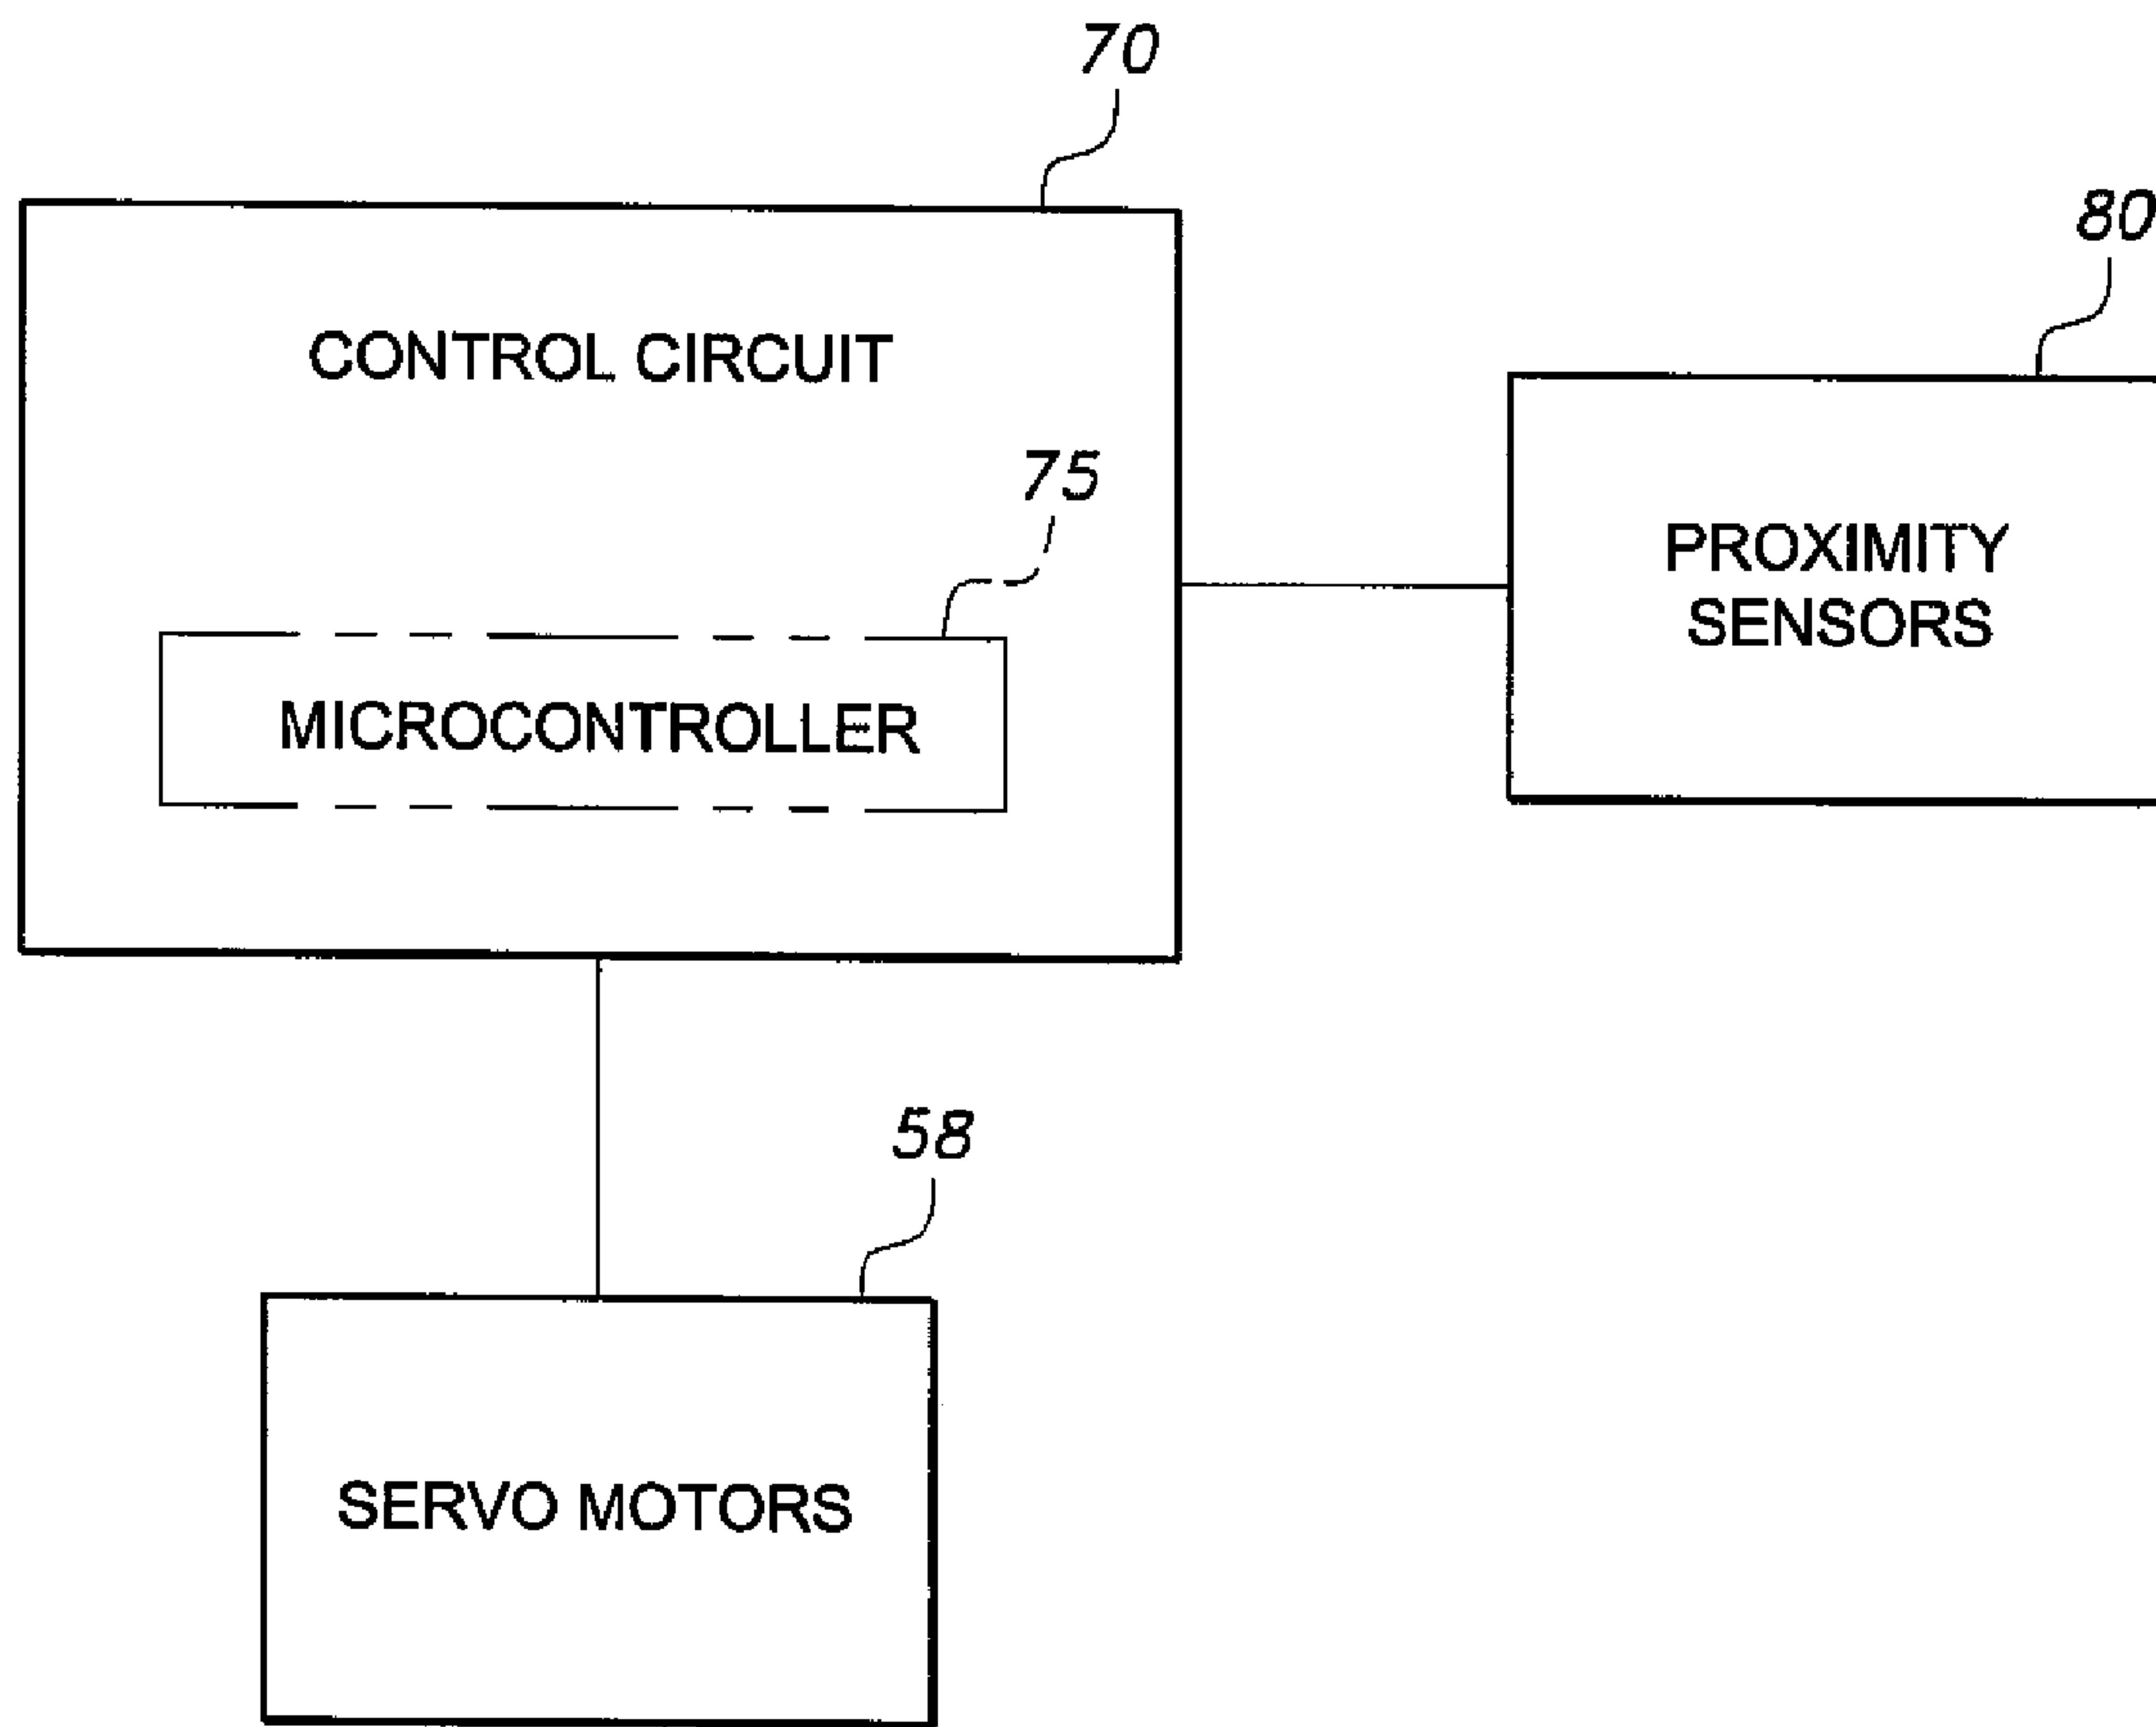 70
80
CONTROL CIRCUIT
75
PROXIMITY
SENSORS
MICROCONTROLLER
58
SERVO MOTORS